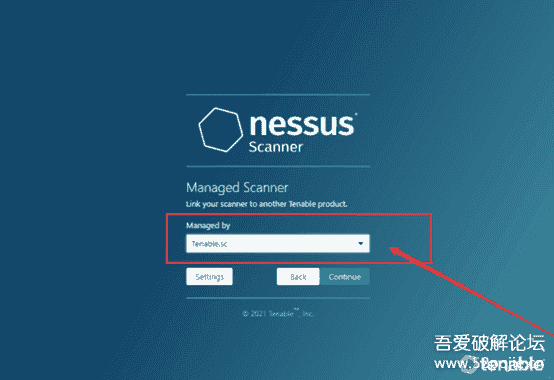 nessus®
Scanner
Managed Scanner
Link your scanner to another Tenable product.
Managed by
Tenable.sc
Settings
Back
Continue
© 2021 Tenable™, Inc.
吾爱破解论坛
tenable